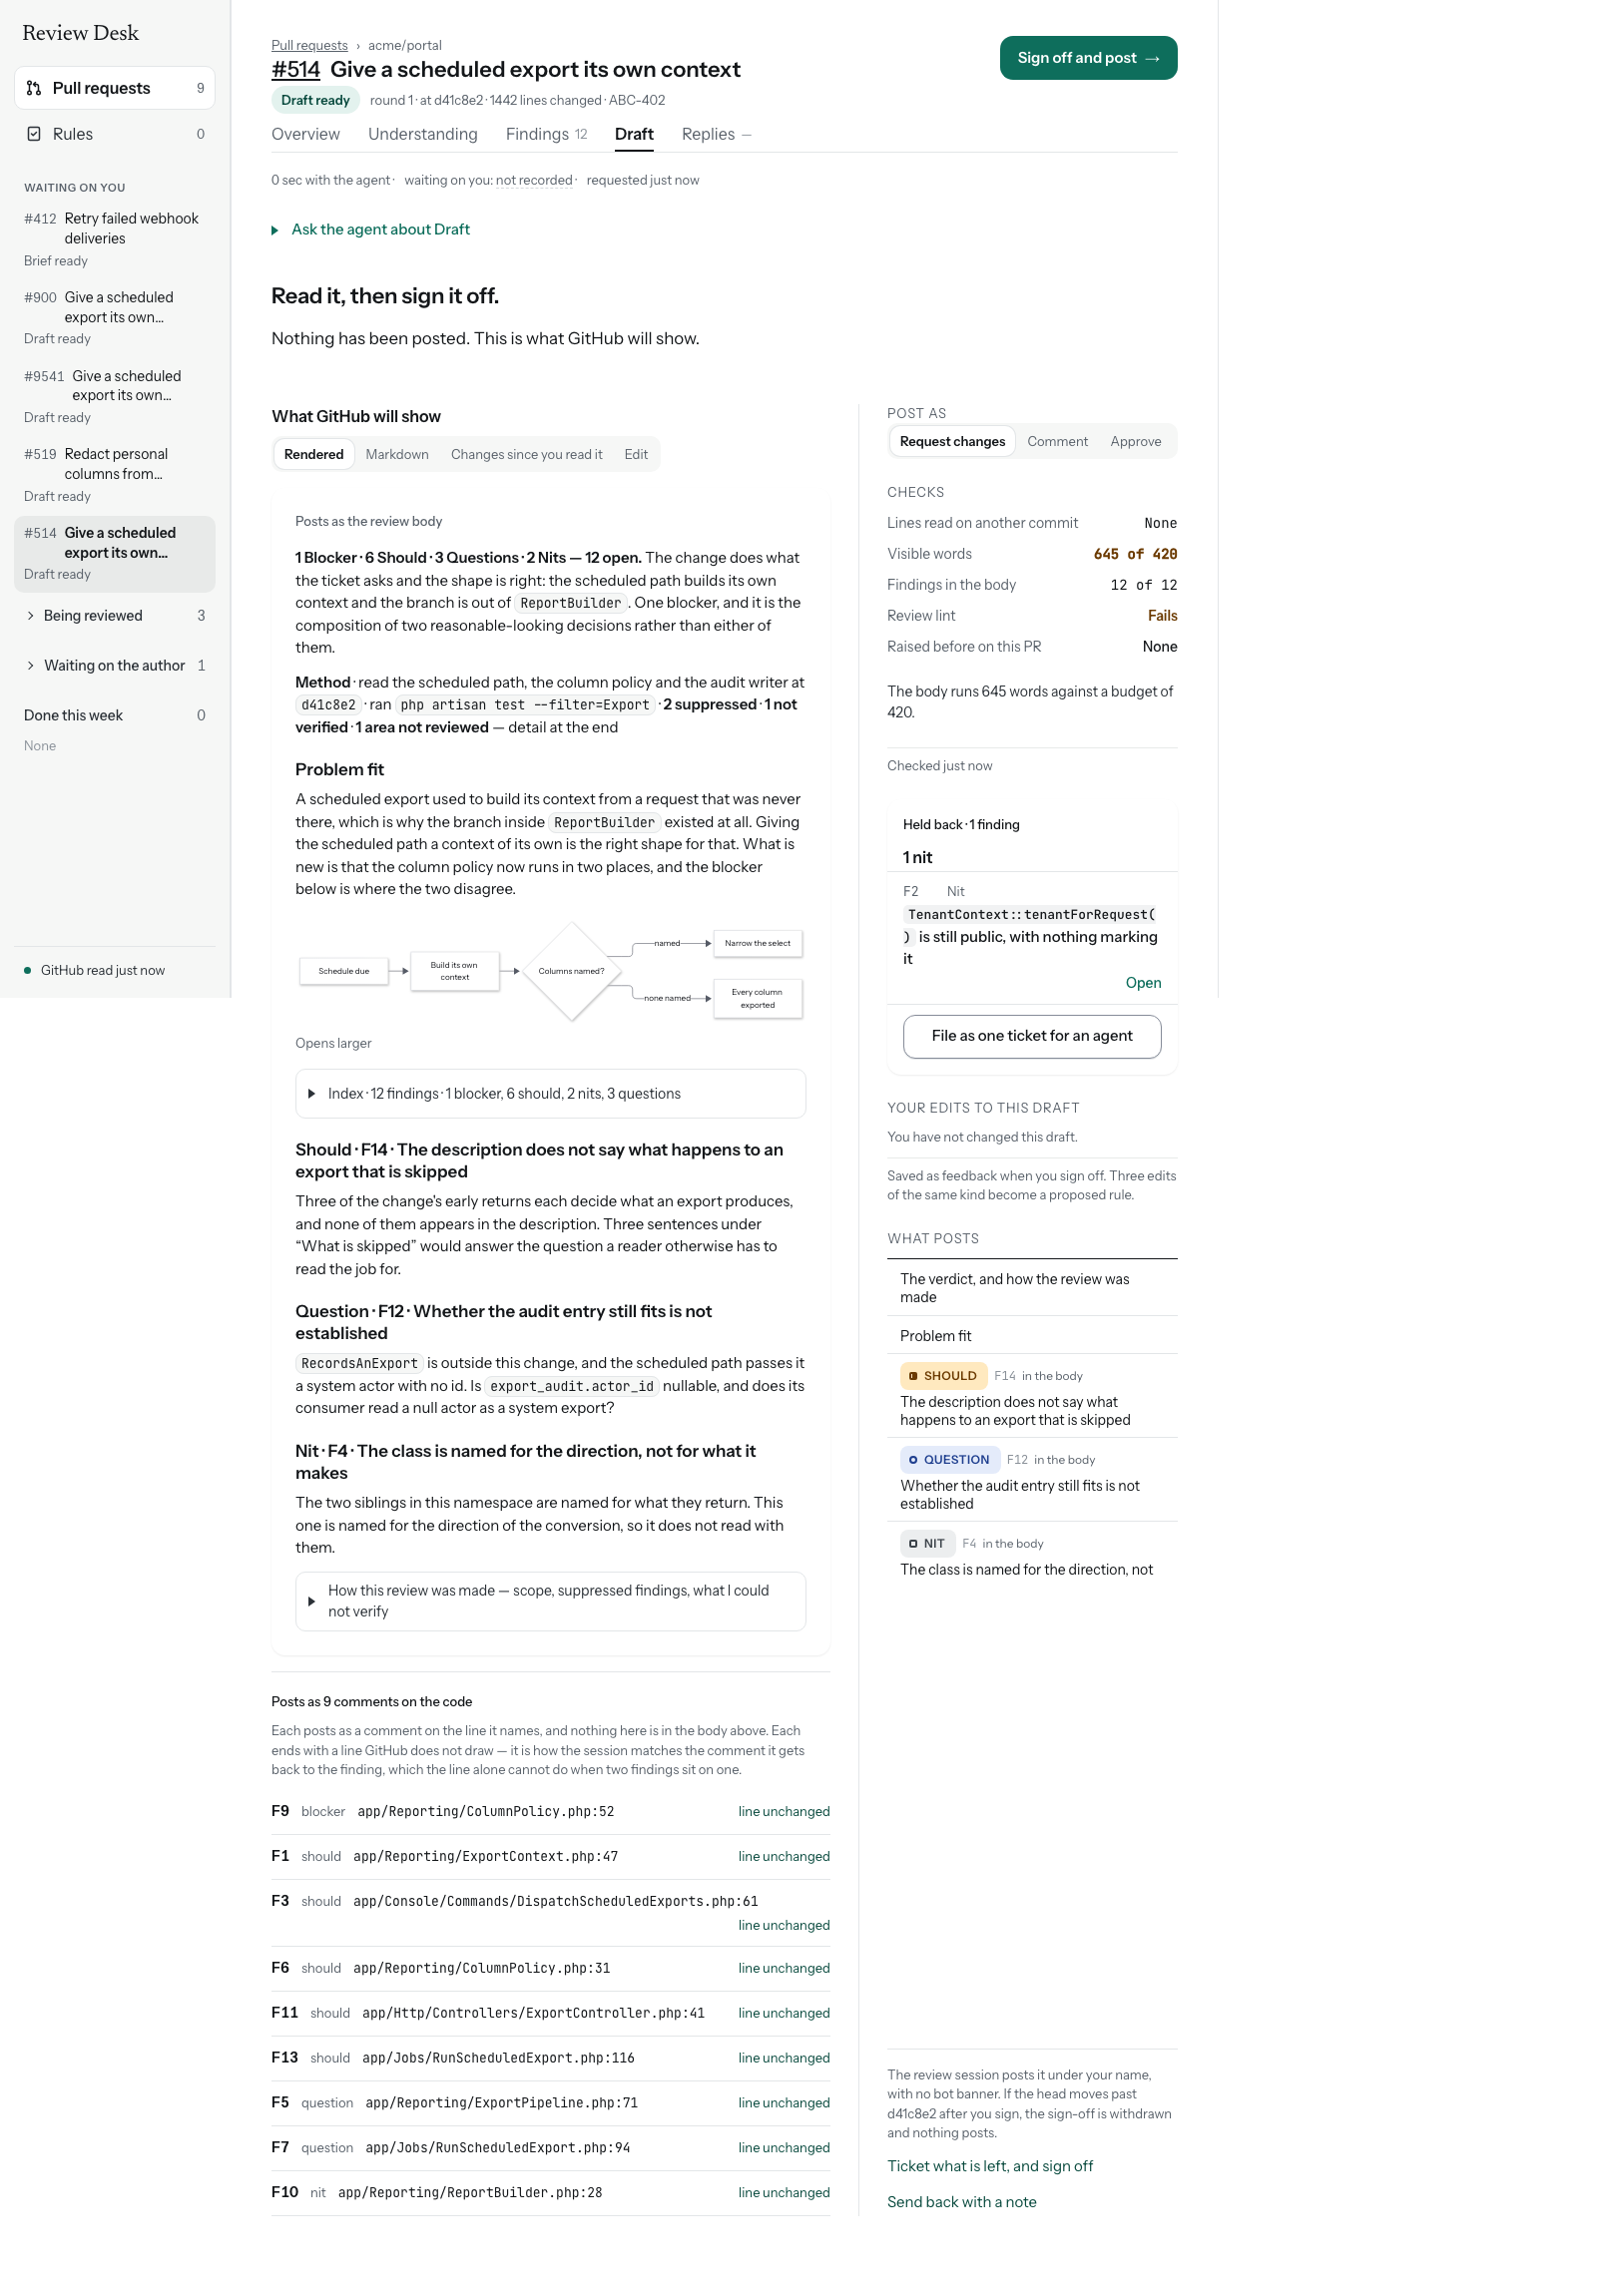 Review Desk
Pull requests 9
Rules 0
WAITING ON YOU
#412 Retry failed webhook
deliveries
Brief ready
#900 Give a scheduled
export its own…
Draft ready
#9541 Give a scheduled
export its own…
Draft ready
#519 Redact personal
columns from…
Draft ready
#514 Give a scheduled
export its own…
Draft ready
Being reviewed 3
Waiting on the author 1
Done this week 0
None
GitHub read just now
Pull requests › acme/portal
#514 Give a scheduled export its own context
Draft ready round 1 · at d41c8e2 · 1442 lines changed · ABC-402
Sign off and post →
Overview Understanding Findings 12 Draft Replies —
0 sec with the agent · waiting on you: not recorded · requested just now
Ask the agent about Draft
Read it, then sign it off.
Nothing has been posted. This is what GitHub will show.
What GitHub will show
Rendered Markdown Changes since you read it Edit
Posts as the review body
1 Blocker · 6 Should · 3 Questions · 2 Nits — 12 open. The change does what
the ticket asks and the shape is right: the scheduled path builds its own
context and the branch is out of ReportBuilder. One blocker, and it is the
composition of two reasonable-looking decisions rather than either of
them.
Method · read the scheduled path, the column policy and the audit writer at
d41c8e2 · ran php artisan test --filter=Export · 2 suppressed · 1 not
verified · 1 area not reviewed — detail at the end
Problem fit
A scheduled export used to build its context from a request that was never
there, which is why the branch inside ReportBuilder existed at all. Giving
the scheduled path a context of its own is the right shape for that. What is
new is that the column policy now runs in two places, and the blocker
below is where the two disagree.
Schedule due
Build its own
context
Columns named?
named
Narrow the select
none named
Every column
exported
Opens larger
Index · 12 findings · 1 blocker, 6 should, 2 nits, 3 questions
Should · F14 · The description does not say what happens to an
export that is skipped
Three of the change's early returns each decide what an export produces,
and none of them appears in the description. Three sentences under
“What is skipped” would answer the question a reader otherwise has to
read the job for.
Question · F12 · Whether the audit entry still fits is not
established
RecordsAnExport is outside this change, and the scheduled path passes it
a system actor with no id. Is export_audit.actor_id nullable, and does its
consumer read a null actor as a system export?
Nit · F4 · The class is named for the direction, not for what it
makes
The two siblings in this namespace are named for what they return. This
one is named for the direction of the conversion, so it does not read with
them.
How this review was made — scope, suppressed findings, what I could
not verify
Posts as 9 comments on the code
Each posts as a comment on the line it names, and nothing here is in the body above. Each
ends with a line GitHub does not draw — it is how the session matches the comment it gets
back to the finding, which the line alone cannot do when two findings sit on one.
F9 blocker app/Reporting/ColumnPolicy.php:52 line unchanged
F1 should app/Reporting/ExportContext.php:47 line unchanged
F3 should app/Console/Commands/DispatchScheduledExports.php:61
line unchanged
F6 should app/Reporting/ColumnPolicy.php:31 line unchanged
F11 should app/Http/Controllers/ExportController.php:41 line unchanged
F13 should app/Jobs/RunScheduledExport.php:116 line unchanged
F5 question app/Reporting/ExportPipeline.php:71 line unchanged
F7 question app/Jobs/RunScheduledExport.php:94 line unchanged
F10 nit app/Reporting/ReportBuilder.php:28 line unchanged
POST AS
Request changes Comment Approve
CHECKS
Lines read on another commit None
Visible words 645 of 420
Findings in the body 12 of 12
Review lint Fails
Raised before on this PR None
The body runs 645 words against a budget of
420.
Checked just now
Held back · 1 finding
1 nit
F2 Nit
TenantContext::tenantForRequest(
) is still public, with nothing marking
it
Open
File as one ticket for an agent
YOUR EDITS TO THIS DRAFT
You have not changed this draft.
Saved as feedback when you sign off. Three edits
of the same kind become a proposed rule.
WHAT POSTS
The verdict, and how the review was
made
Problem fit
SHOULD F14 in the body
The description does not say what
happens to an export that is skipped
QUESTION F12 in the body
Whether the audit entry still fits is not
established
NIT F4 in the body
The class is named for the direction, not
The review session posts it under your name,
with no bot banner. If the head moves past
d41c8e2 after you sign, the sign-off is withdrawn
and nothing posts.
Ticket what is left, and sign off
Send back with a note